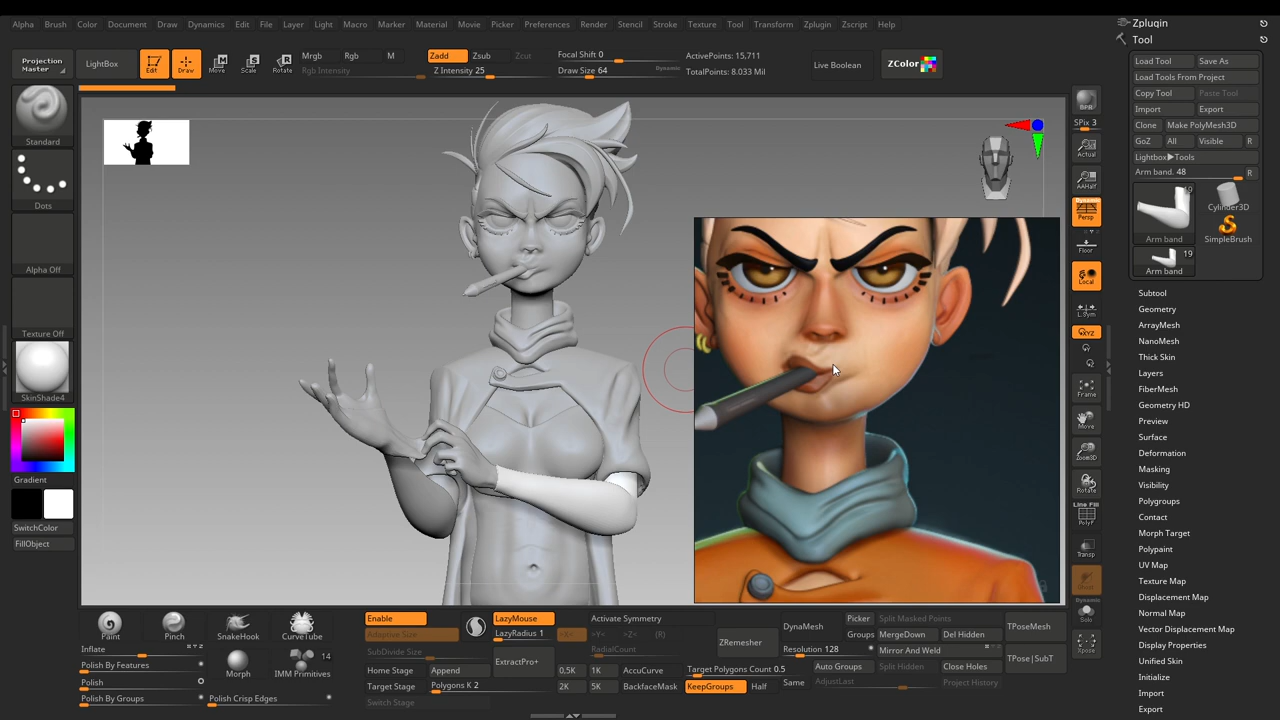 Alpha Brush Color Document Draw Dynamics Edit File Layer Light Macro Marker Material Movie Picker Preferences Render Stencil Stroke Texture Tool Transform Zplugin Zscript Help
Zplugin
Tool
Projection Master
LightBox
Edit
Draw
Move
Scale
Rotate
Mrgb Rgb M
Rgb Intensity
Zadd Zsub Zcut
Z Intensity 25
Focal Shift 0
Draw Size 64
Dynamic
ActivePoints: 15,711
TotalPoints: 8.033 Mil
Live Boolean
ZColor
Load Tool Save As
Load Tools From Project
Copy Tool Paste Tool
Import Export
Clone Make PolyMesh3D
GoZ All Visible R
Lightbox▶Tools
Arm band. 48 R
19
Arm band
Cylinder3D
SimpleBrush
19
Arm band
Subtool
Geometry
ArrayMesh
NanoMesh
Thick Skin
Layers
FiberMesh
Geometry HD
Preview
Surface
Deformation
Masking
Visibility
Polygroups
Contact
Morph Target
Polypaint
UV Map
Texture Map
Displacement Map
Normal Map
Vector Displacement Map
Display Properties
Unified Skin
Initialize
Import
Export
Standard
Dots
Alpha Off
Texture Off
SkinShade4
Gradient
SwitchColor
FillObject
BPR
SPix 3
Actual
AAHalf
Dynamic
Persp
Floor
Local
L.Sym
XYZ
Frame
Move
Zoom3D
Rotate
Line Fill
PolyF
Transp
Ghost
Dynamic
Solo
Xpose
Paint
Pinch
SnakeHook
CurveTube
Inflate
Polish By Features
Polish
Polish By Groups
Morph
14
IMM Primitives
Polish Crisp Edges
Enable
Adaptive Size
SubDivide Size
Home Stage Append
Target Stage Polygons K 2
Switch Stage
LazyMouse
LazyRadius 1
ExtractPro+
Activate Symmetry
>X< >Y< >Z< (R)
RadialCount
0.5K 1K AccuCurve
2K 5K BackfaceMask
Target Polygons Count 0.5
KeepGroups Half Same
ZRemesher
DynaMesh
Resolution 128
Auto Groups
AdjustLast
Picker
Groups
Split Masked Points
MergeDown Del Hidden
Mirror And Weld
Split Hidden Close Holes
Project History
TPoseMesh
TPose|SubT